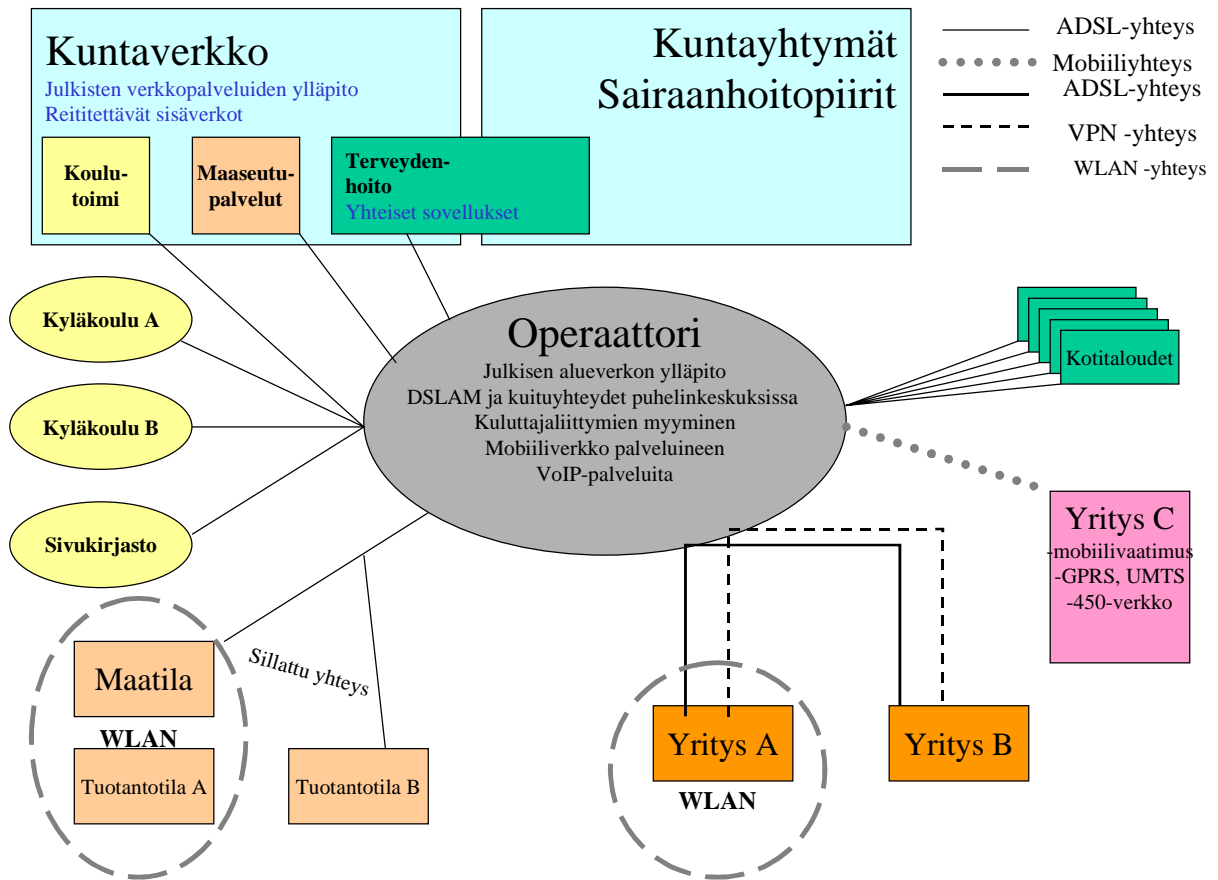 Kuntaverkko
Julkisten verkkopalveluiden ylläpito
Reititettävät sisäverkot
Kuntayhtymät
Sairaanhoitopiirit
ADSL-yhteys
Mobiiliyhteys
ADSL-yhteys
VPN -yhteys
WLAN -yhteys
Koulu-
toimi
Maaseutu-
palvelut
Terveyden-
hoito
Yhteiset sovellukset
Kyläkoulu A
Kyläkoulu B
Sivukirjasto
Operaattori
Julkisen alueverkon ylläpito
DSLAM ja kuituyhteydet puhelinkeskuksissa
Kuluttajaliittymien myyminen
Mobiiliverkko palveluineen
VoIP-palveluita
Kotitaloudet
Yritys C
-mobiilivaatimus
-GPRS, UMTS
-450-verkko
Maatila
WLAN
Tuotantotila A
Sillattu yhteys
Tuotantotila B
Yritys A
WLAN
Yritys B